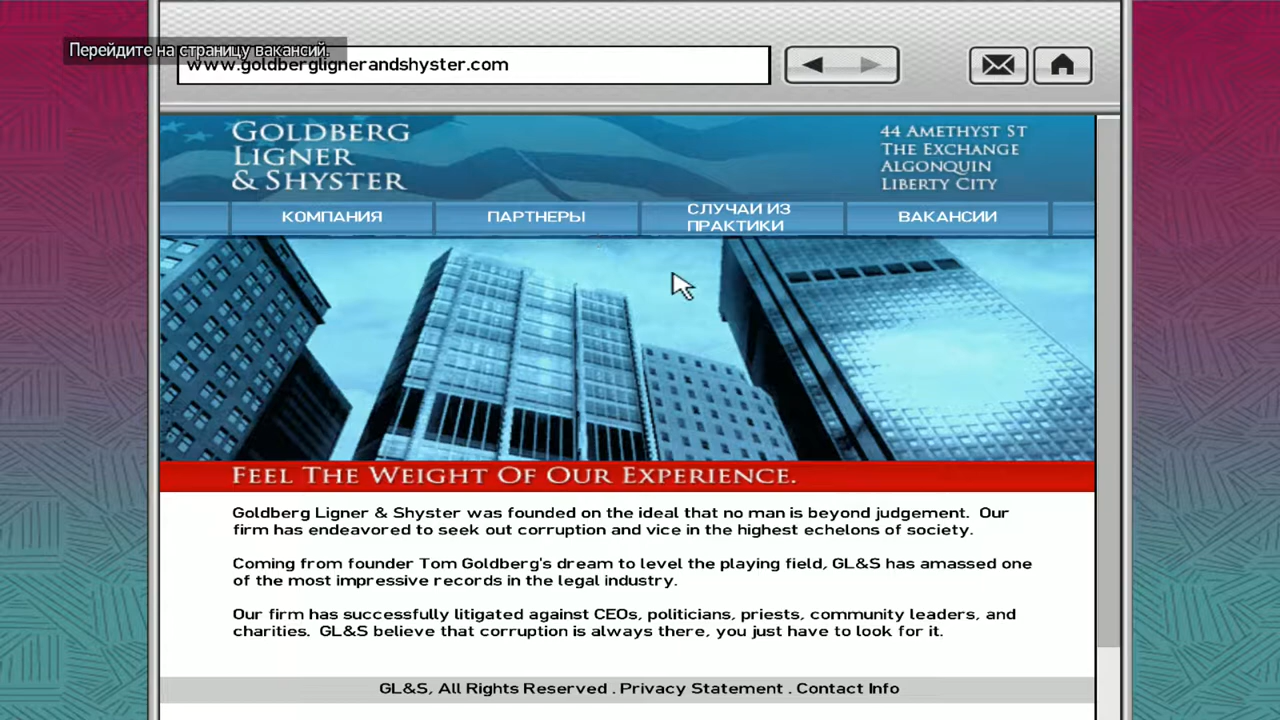 Перейдите на страницу вакансий.
www.goldberglignerandshyster.com
GOLDBERG
LIGNER
& SHYSTER
44 AMETHYST ST
THE EXCHANGE
ALGONQUIN
LIBERTY CITY
КОМПАНИЯ
ПАРТНЕРЫ
СЛУЧАИ ИЗ
ПРАКТИКИ
ВАКАНСИИ
FEEL THE WEIGHT OF OUR EXPERIENCE.
Goldberg Ligner & Shyster was founded on the ideal that no man is beyond judgement. Our
firm has endeavored to seek out corruption and vice in the highest echelons of society.
Coming from founder Tom Goldberg's dream to level the playing field, GL&S has amassed one
of the most impressive records in the legal industry.
Our firm has successfully litigated against CEOs, politicians, priests, community leaders, and
charities. GL&S believe that corruption is always there, you just have to look for it.
GL&S, All Rights Reserved . Privacy Statement . Contact Info